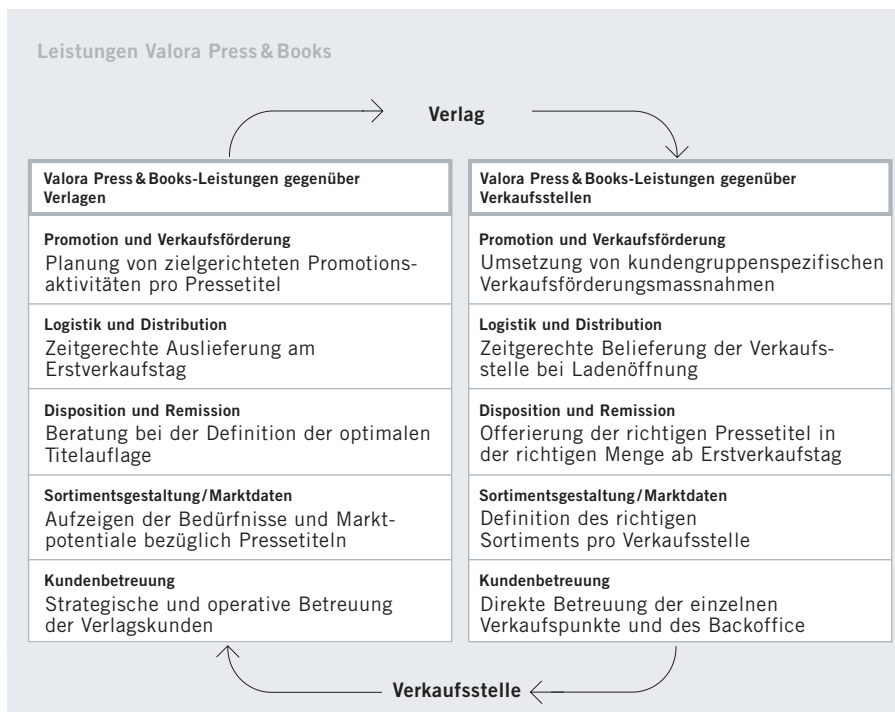 Leistungen Valora Press & Books
Verlag
Valora Press & Books-Leistungen gegenüber
Verlagen
Promotion und Verkaufsförderung
Planung von zielgerichteten Promotions-
aktivitäten pro Pressetitel
Logistik und Distribution
Zeitgerechte Auslieferung am
Erstverkaufstag
Disposition und Remission
Beratung bei der Definition der optimalen
Titelauflage
Sortimentsgestaltung/Marktdaten
Aufzeigen der Bedürfnisse und Markt-
potentiale bezüglich Pressetiteln
Kundenbetreuung
Strategische und operative Betreuung
der Verlagskunden
Valora Press & Books-Leistungen gegenüber
Verkaufsstellen
Promotion und Verkaufsförderung
Umsetzung von kundengruppenspezifischen
Verkaufsförderungsmassnahmen
Logistik und Distribution
Zeitgerechte Belieferung der Verkaufs-
stelle bei Ladenöffnung
Disposition und Remission
Offerierung der richtigen Pressetitel in
der richtigen Menge ab Erstverkaufstag
Sortimentsgestaltung/Marktdaten
Definition des richtigen
Sortiments pro Verkaufsstelle
Kundenbetreuung
Direkte Betreuung der einzelnen
Verkaufspunkte und des Backoffice
Verkaufsstelle